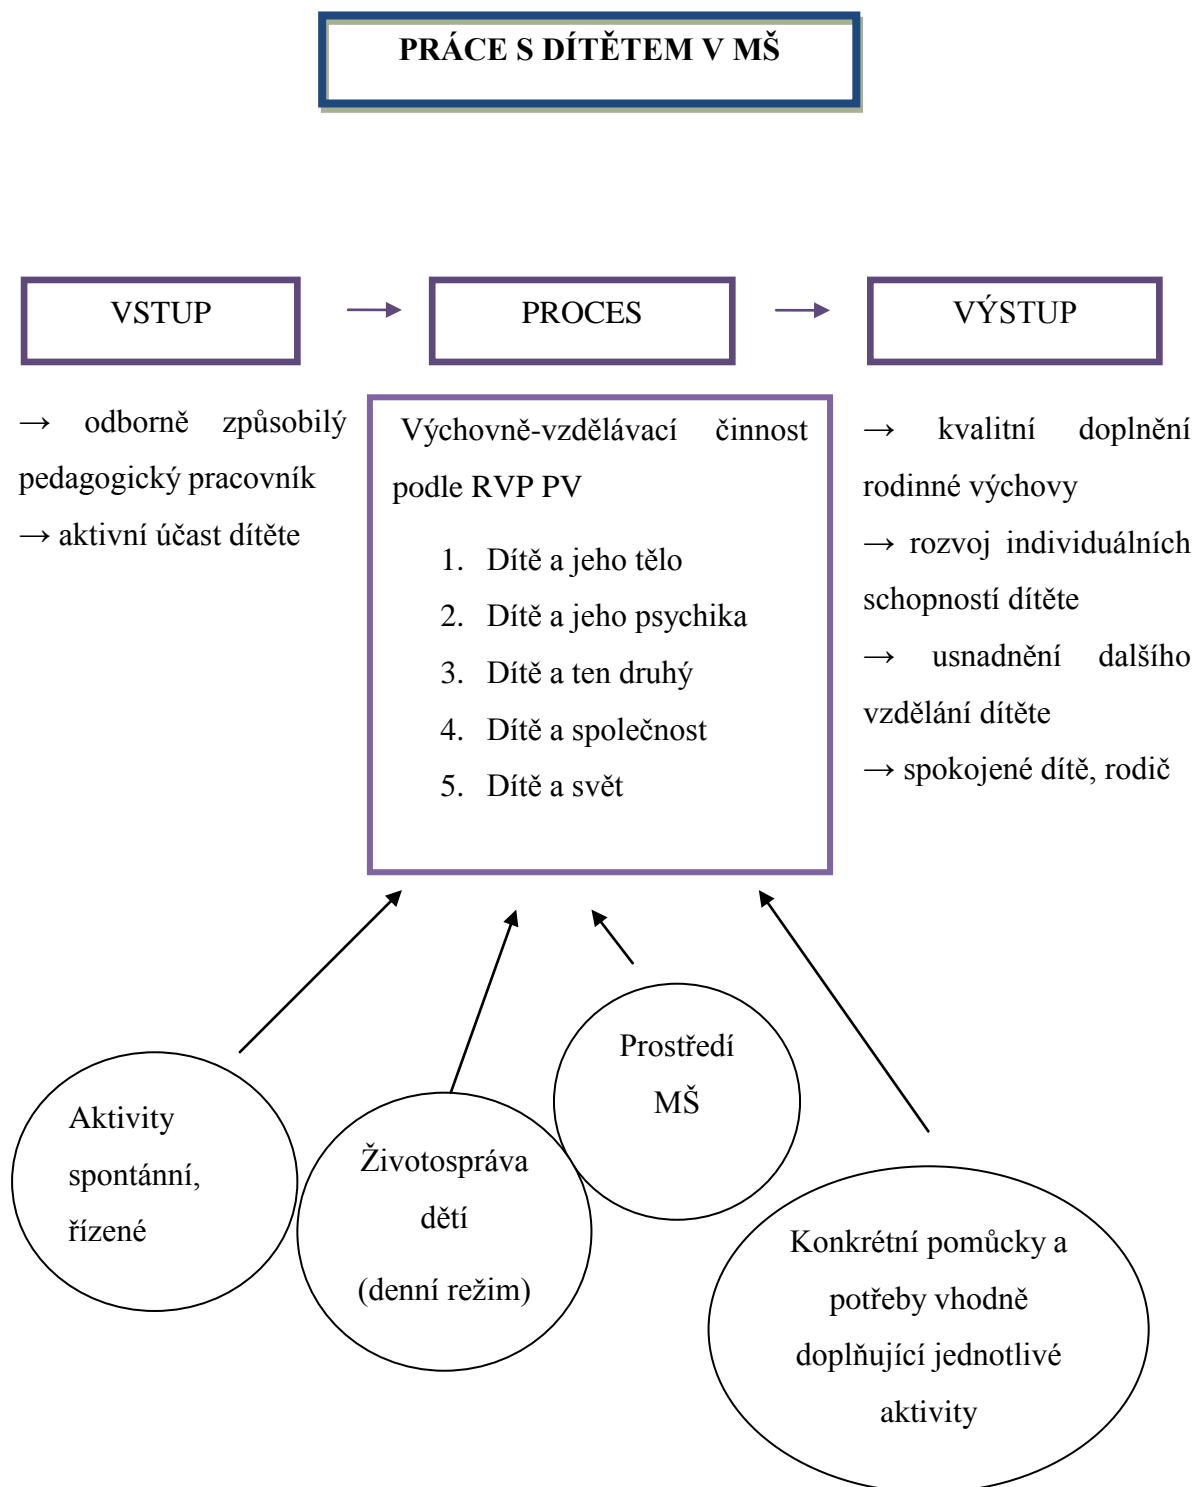 PRÁCE S DÍTĚTEM V MŠ
VSTUP
→ odborně způsobilý
pedagogický pracovník
→ aktivní účast dítěte
PROCES
Výchovně-vzdělávací činnost
podle RVP PV
1. Dítě a jeho tělo
2. Dítě a jeho psychika
3. Dítě a ten druhý
4. Dítě a společnost
5. Dítě a svět
VÝSTUP
→ kvalitní doplnění
rodinné výchovy
→ rozvoj individuálních
schopností dítěte
→ usnadnění dalšího
vzdělání dítěte
→ spokojené dítě, rodič
Aktivity
spontánní,
řízené
Životospráva
dětí
(denní režim)
Prostředí
MŠ
Konkrétní pomůcky a
potřeby vhodně
doplňující jednotlivé
aktivity